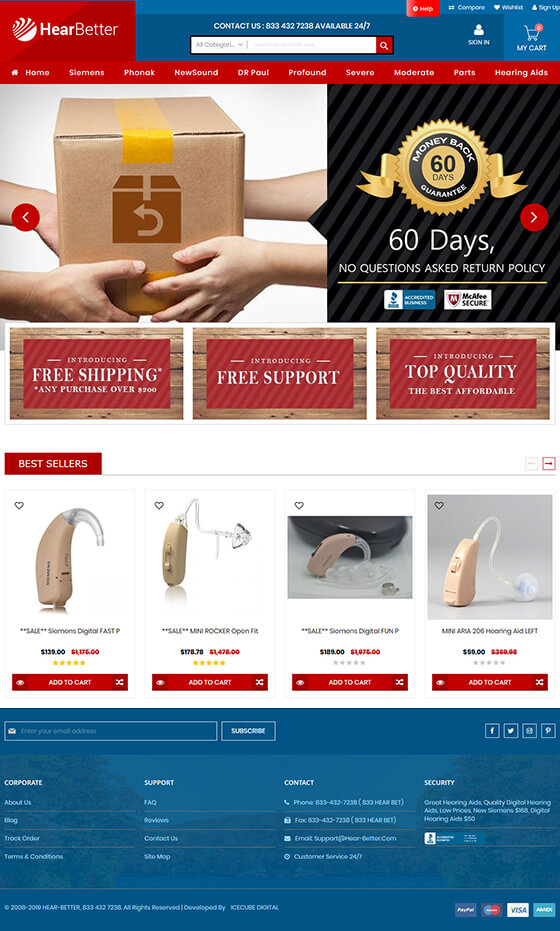 Help
Compare
Wishlist
Sign Up
HearBetter
CONTACT US : 833 432 7238 AVAILABLE 24/7
All Categori...
SIGN IN
0
MY CART
Home
Siemens
Phonak
NewSound
DR Paul
Profound
Severe
Moderate
Parts
Hearing Aids
MONEY BACK
60
DAYS
GUARANTEE
60 Days,
NO QUESTIONS ASKED RETURN POLICY
BBB
ACCREDITED
BUSINESS
McAfee
SECURE
INTRODUCING
FREE SHIPPING*
*ANY PURCHASE OVER $200
INTRODUCING
FREE SUPPORT
INTRODUCING
TOP QUALITY
THE BEST AFFORDABLE
BEST SELLERS
SIEMENS
**SALE** Siemens Digital FAST P
$139.00 $1,175.00
ADD TO CART
**SALE** MINI ROCKER Open Fit
$178.78 $1,478.00
ADD TO CART
**SALE** Siemens Digital FUN P
$189.00 $1,975.00
ADD TO CART
MINI ARIA 206 Hearing Aid LEFT
$59.00 $369.98
ADD TO CART
Enter your email address
SUBSCRIBE
CORPORATE
About Us
Blog
Track Order
Terms & Conditions
SUPPORT
FAQ
Reviews
Contact Us
Site Map
CONTACT
Phone: 833-432-7238 ( 833 HEAR BET)
Fax: 833-432-7238 ( 833 HEAR BET)
Email: Support@Hear-Better.Com
Customer Service 24/7
SECURITY
Great Hearing Aids, Quality Digital Hearing
Aids, Low Prices, New Siemens $168, Digital
Hearing Aids $50
© 2008-2019 HEAR-BETTER, 833 432 7238. All Rights Reserved | Developed By ICECUBE DIGITAL
PayPal
VISA
AMEX